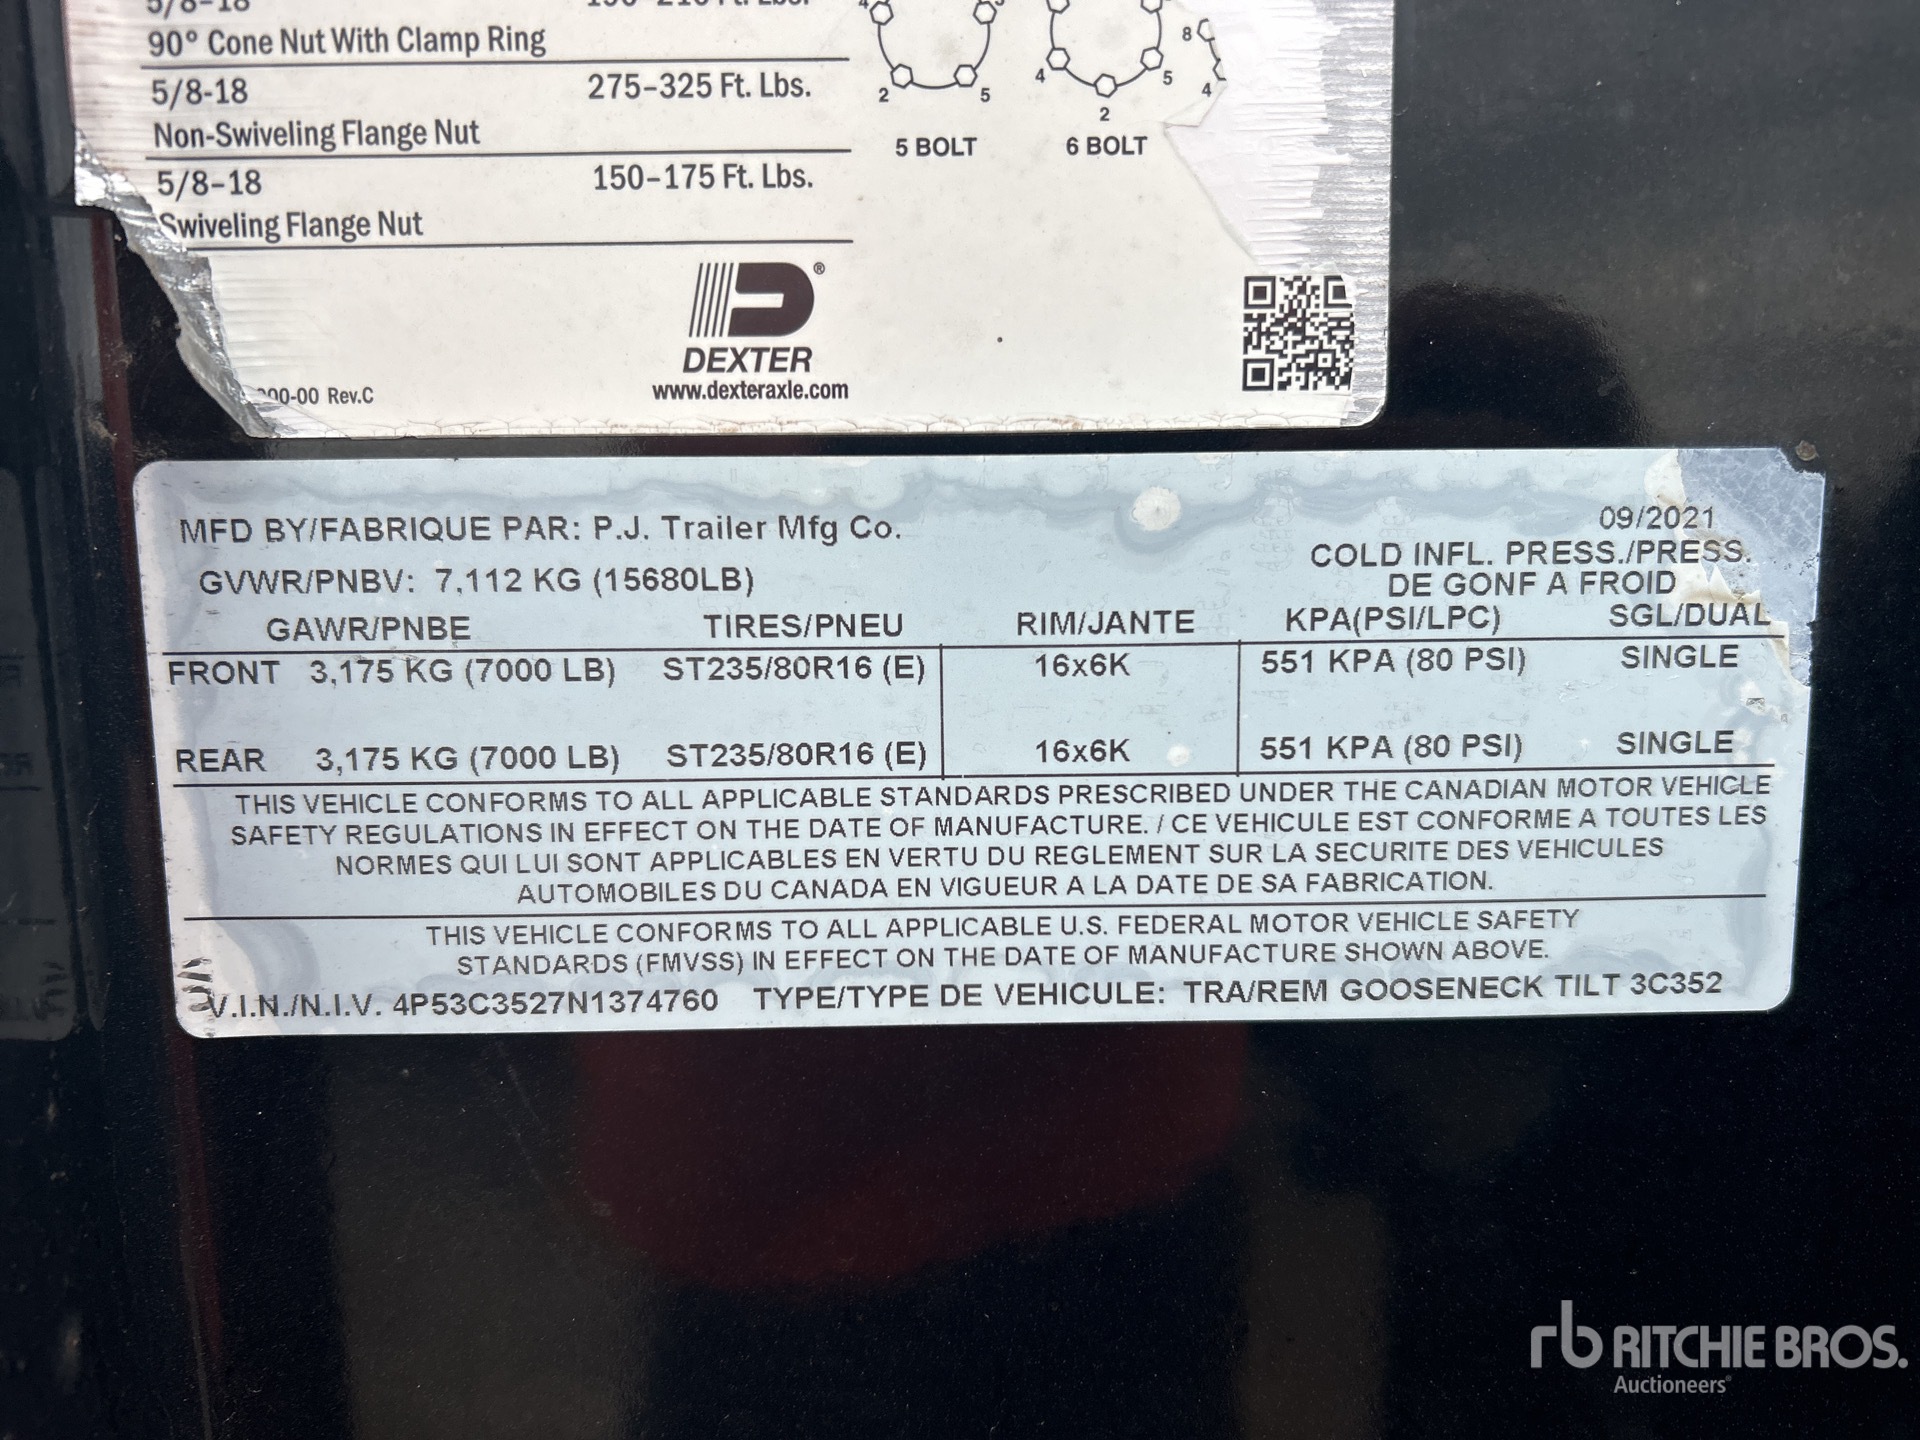 90° Cone Nut With Clamp Ring
5/8-18 275-325 Ft. Lbs.
Non-Swiveling Flange Nut
5/8-18 150-175 Ft. Lbs.
Swiveling Flange Nut
2 5
5 BOLT
4 5
2
6 BOLT
8
4
DEXTER®
www.dexteraxle.com
00-00 Rev.C
MFD BY/FABRIQUE PAR: P.J. Trailer Mfg Co. 09/2021
GVWR/PNBV: 7,112 KG (15680LB) COLD INFL. PRESS./PRESS.
DE GONF A FROID
GAWR/PNBE TIRES/PNEU RIM/JANTE KPA(PSI/LPC) SGL/DUAL
FRONT 3,175 KG (7000 LB) ST235/80R16 (E) 16x6K 551 KPA (80 PSI) SINGLE
REAR 3,175 KG (7000 LB) ST235/80R16 (E) 16x6K 551 KPA (80 PSI) SINGLE
THIS VEHICLE CONFORMS TO ALL APPLICABLE STANDARDS PRESCRIBED UNDER THE CANADIAN MOTOR VEHICLE
SAFETY REGULATIONS IN EFFECT ON THE DATE OF MANUFACTURE. / CE VEHICULE EST CONFORME A TOUTES LES
NORMES QUI LUI SONT APPLICABLES EN VERTU DU REGLEMENT SUR LA SECURITE DES VEHICULES
AUTOMOBILES DU CANADA EN VIGUEUR A LA DATE DE SA FABRICATION.
THIS VEHICLE CONFORMS TO ALL APPLICABLE U.S. FEDERAL MOTOR VEHICLE SAFETY
STANDARDS (FMVSS) IN EFFECT ON THE DATE OF MANUFACTURE SHOWN ABOVE.
V.I.N./N.I.V. 4P53C3527N1374760 TYPE/TYPE DE VEHICULE: TRA/REM GOOSENECK TILT 3C352
rb RITCHIE BROS.
Auctioneers®